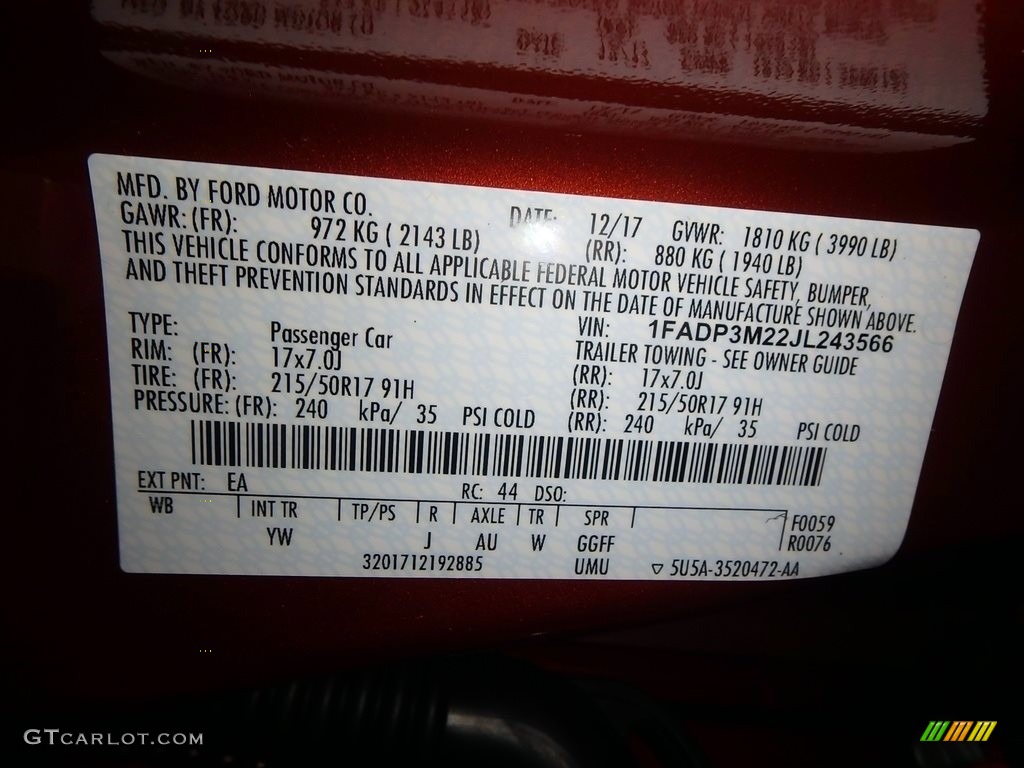 MFD. BY FORD MOTOR CO. DATE: 12/17 GVWR: 1810 KG ( 3990 LB)
GAWR: (FR): 972 KG ( 2143 LB) (RR): 880 KG ( 1940 LB)
THIS VEHICLE CONFORMS TO ALL APPLICABLE FEDERAL MOTOR VEHICLE SAFETY, BUMPER,
AND THEFT PREVENTION STANDARDS IN EFFECT ON THE DATE OF MANUFACTURE SHOWN ABOVE.
VIN: 1FADP3M22JL243566
TYPE: Passenger Car TRAILER TOWING - SEE OWNER GUIDE
RIM: (FR): 17x7.0J (RR): 17x7.0J
TIRE: (FR): 215/50R17 91H (RR): 215/50R17 91H
PRESSURE: (FR): 240 kPa/ 35 PSI COLD (RR): 240 kPa/ 35 PSI COLD
EXT PNT: EA RC: 44 DSO:
WB INT TR TP/PS R AXLE TR SPR F0059
YW J AU W GGFF R0076
3201712192885 UMU 5U5A-3520472-AA
GTCARLOT.COM